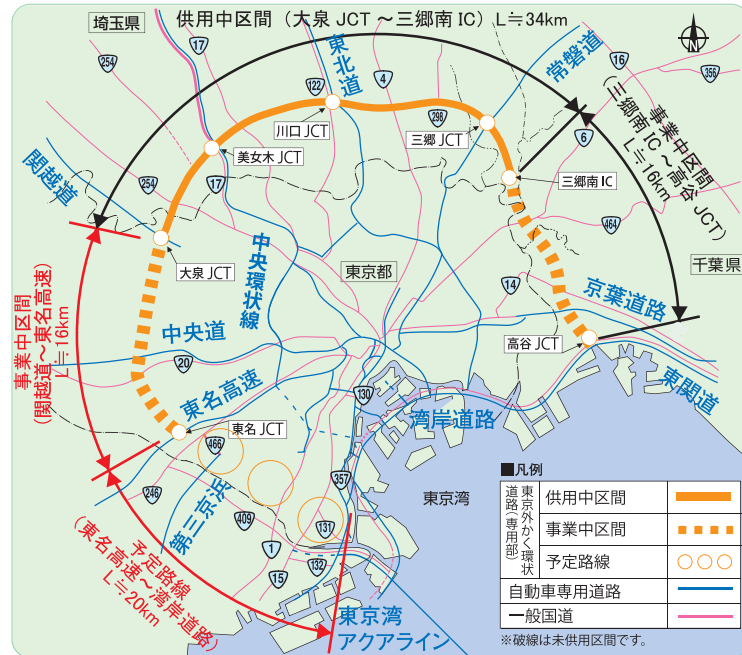 供用中区間（大泉 JCT ～三郷南 IC）L≒34km
埼玉県
17
254
東北道
122
4
常磐道
16
356
298
6
事業中区間
(三郷南 IC ～高谷 JCT)
L≒16km
川口 JCT
三郷 JCT
美女木 JCT
254
17
三郷南 IC
関越道
464
大泉 JCT
中央環状線
東京都
千葉県
14
京葉道路
事業中区間
(関越道～東名高速)
L≒16km
中央道
20
高谷 JCT
東関道
東名高速
130
湾岸道路
東名 JCT
466
357
246
第三京浜
409
131
東京湾
1
132
15
予定路線
(東名高速～湾岸道路)
L≒20km
東京湾
アクアライン
■凡例
東京外かく環状
道路（専用部）
供用中区間
事業中区間
予定路線
自動車専用道路
一般国道
※破線は未供用区間です。